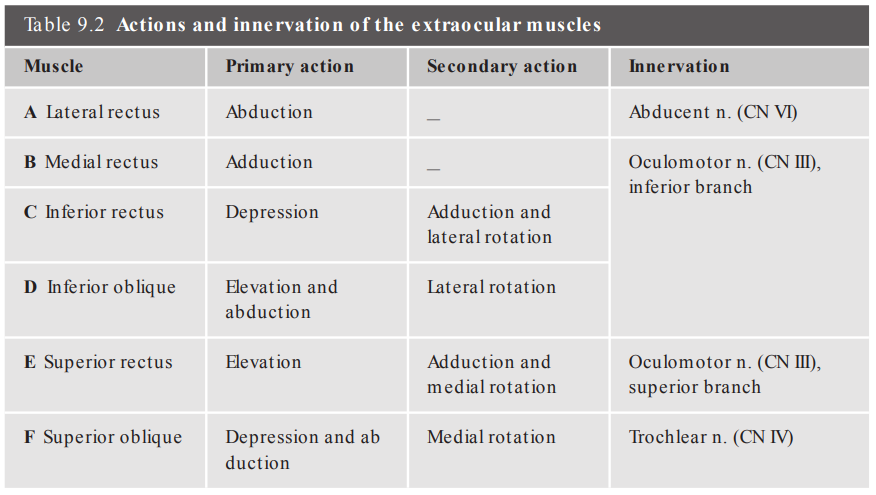 Table 9.2 Actions and innervation of the extraocular muscles
Muscle Primary action Secondary action Innervation
A Lateral rectus Abduction — Abducent n. (CN VI)
B Medial rectus Adduction — Oculomotor n. (CN III),
inferior branch
C Inferior rectus Depression Adduction and
lateral rotation
D Inferior oblique Elevation and Lateral rotation
abduction
E Superior rectus Elevation Adduction and Oculomotor n. (CN III),
medial rotation superior branch
F Superior oblique Depression and ab Medial rotation Trochlear n. (CN IV)
duction